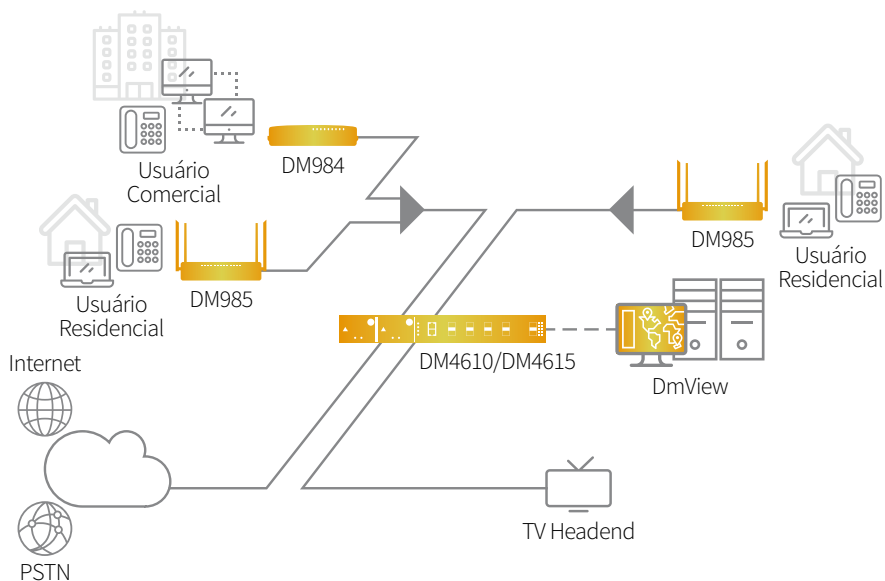 Usuário
Comercial
DM984
Usuário
Residencial
DM985
DM985
Usuário
Residencial
DM4610/DM4615
DmView
Internet
TV Headend
PSTN